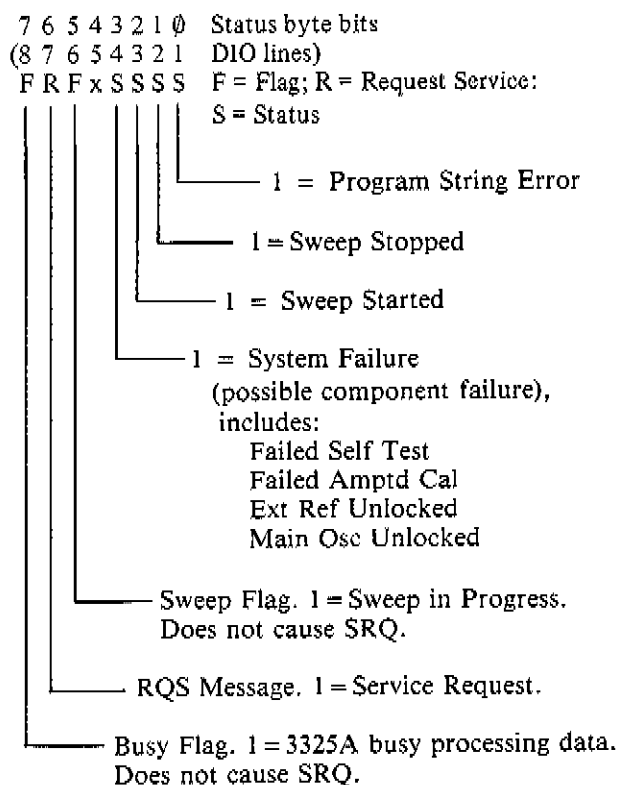 7 6 5 4 3 2 1 0 Status byte bits
(8 7 6 5 4 3 2 1 DIO lines)
F R F x S S S S F = Flag; R = Request Service:
S = Status
1 = Program String Error
1 = Sweep Stopped
1 = Sweep Started
1 = System Failure
(possible component failure),
includes:
Failed Self Test
Failed Amptd Cal
Ext Ref Unlocked
Main Osc Unlocked
Sweep Flag. 1 = Sweep in Progress.
Does not cause SRQ.
RQS Message. 1 = Service Request.
Busy Flag. 1 = 3325A busy processing data.
Does not cause SRQ.